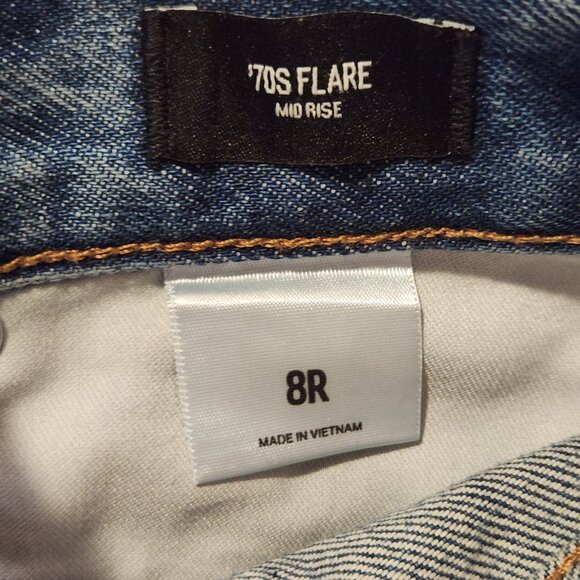 '70S FLARE
MID RISE
8R
MADE IN VIETNAM